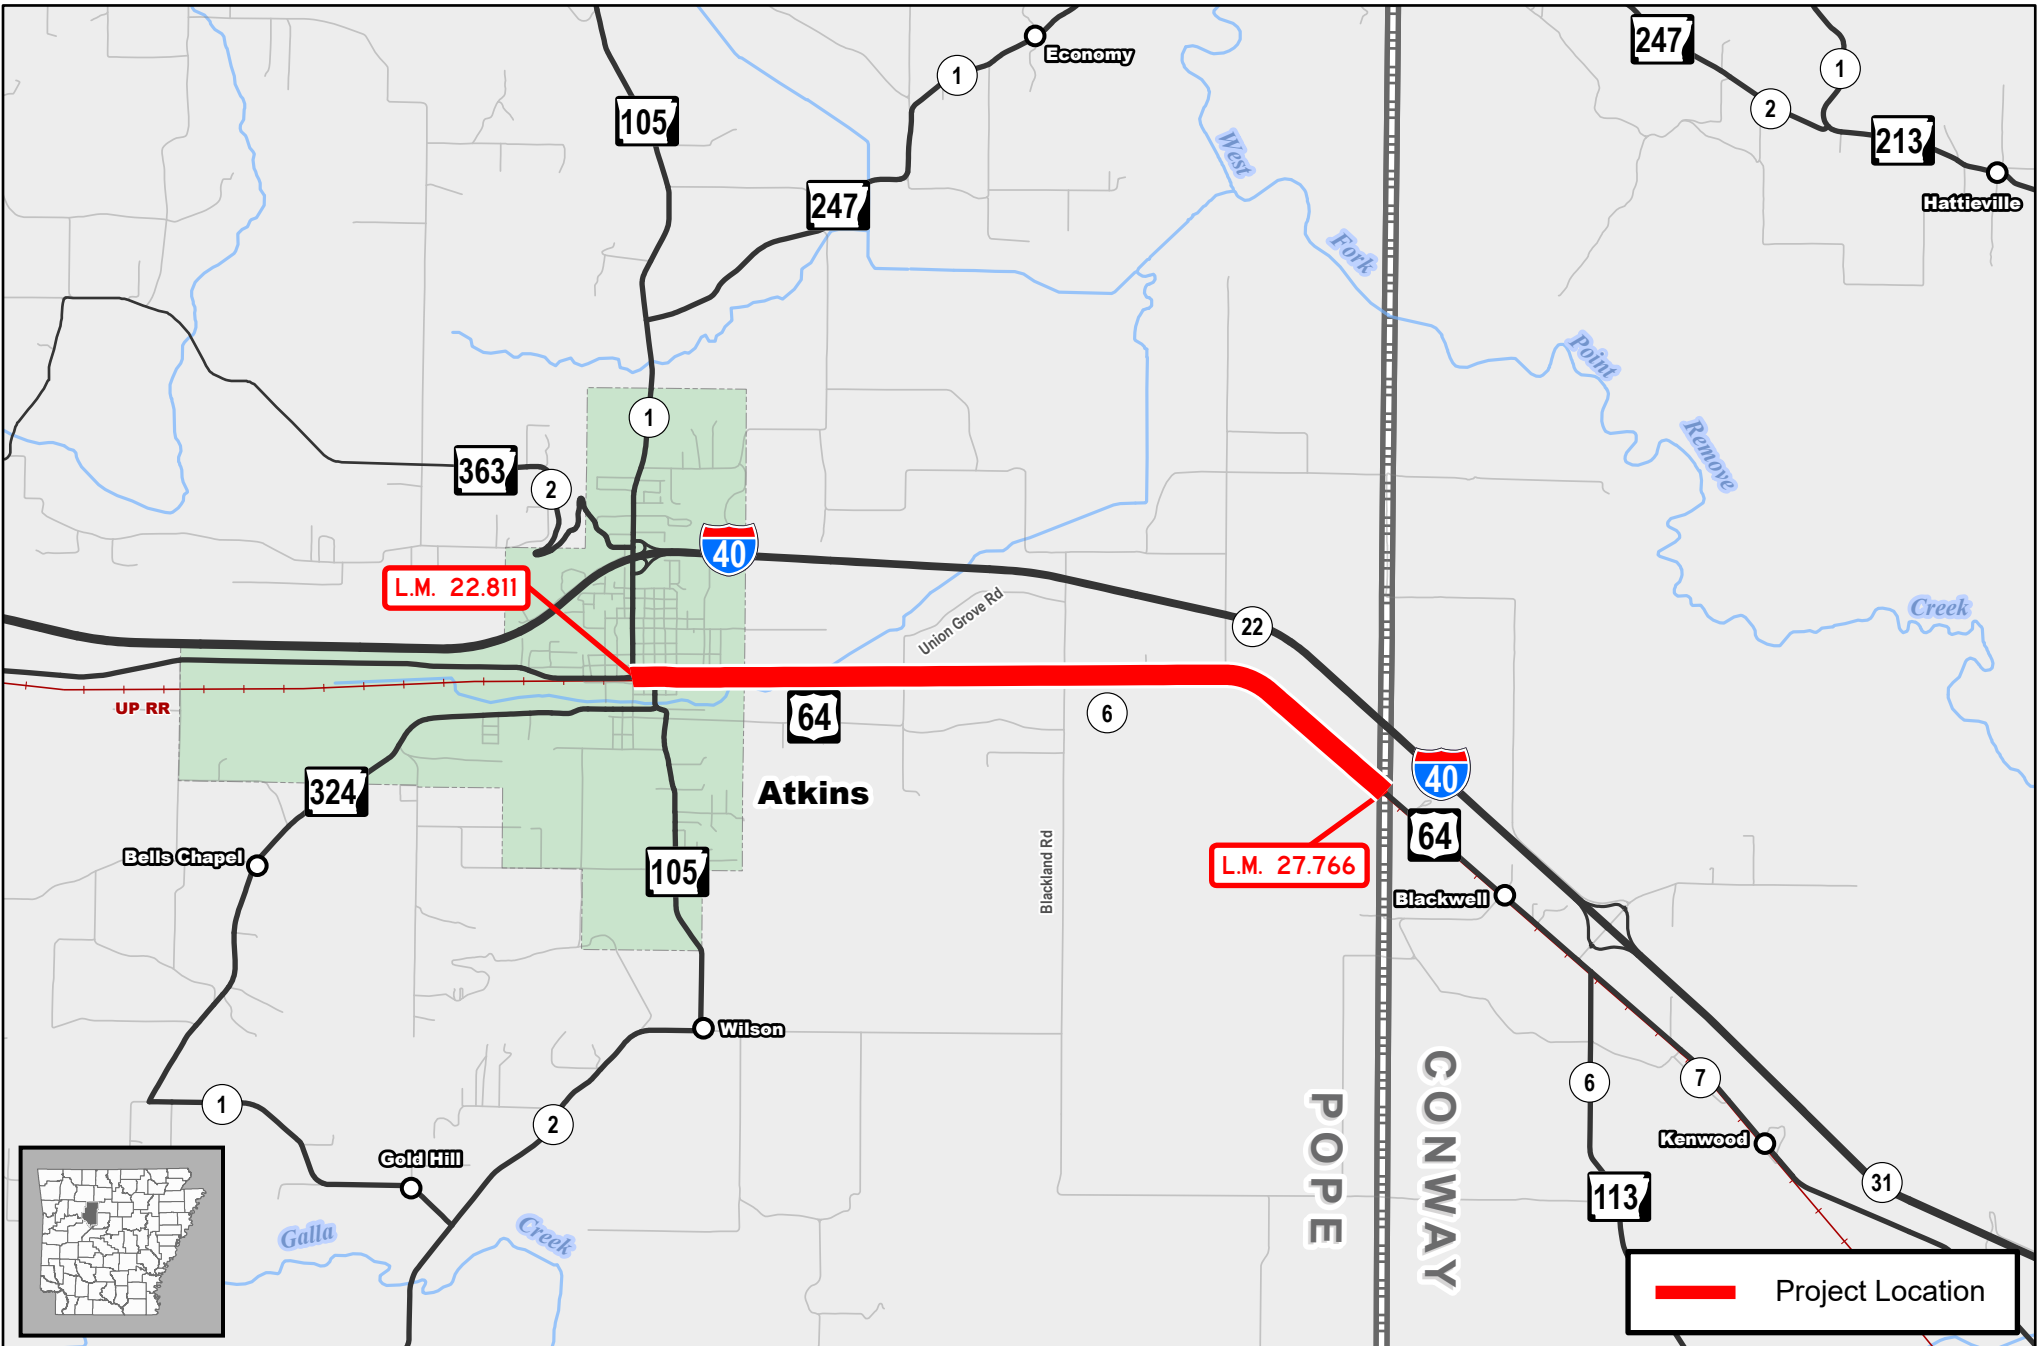 Economy
247
1
1
105
2
213
247
Hattieville
West
Fork
Point
Remove
Creek
1
363
2
40
L.M. 22.811
Union Grove Rd
22
UP RR
64
6
40
324
Atkins
64
L.M. 27.766
Bells Chapel
105
Blackland Rd
Blackwell
Wilson
CONWAY
POPE
6
7
1
2
Kenwood
Gold Hill
31
113
Galla
Creek
Project Location